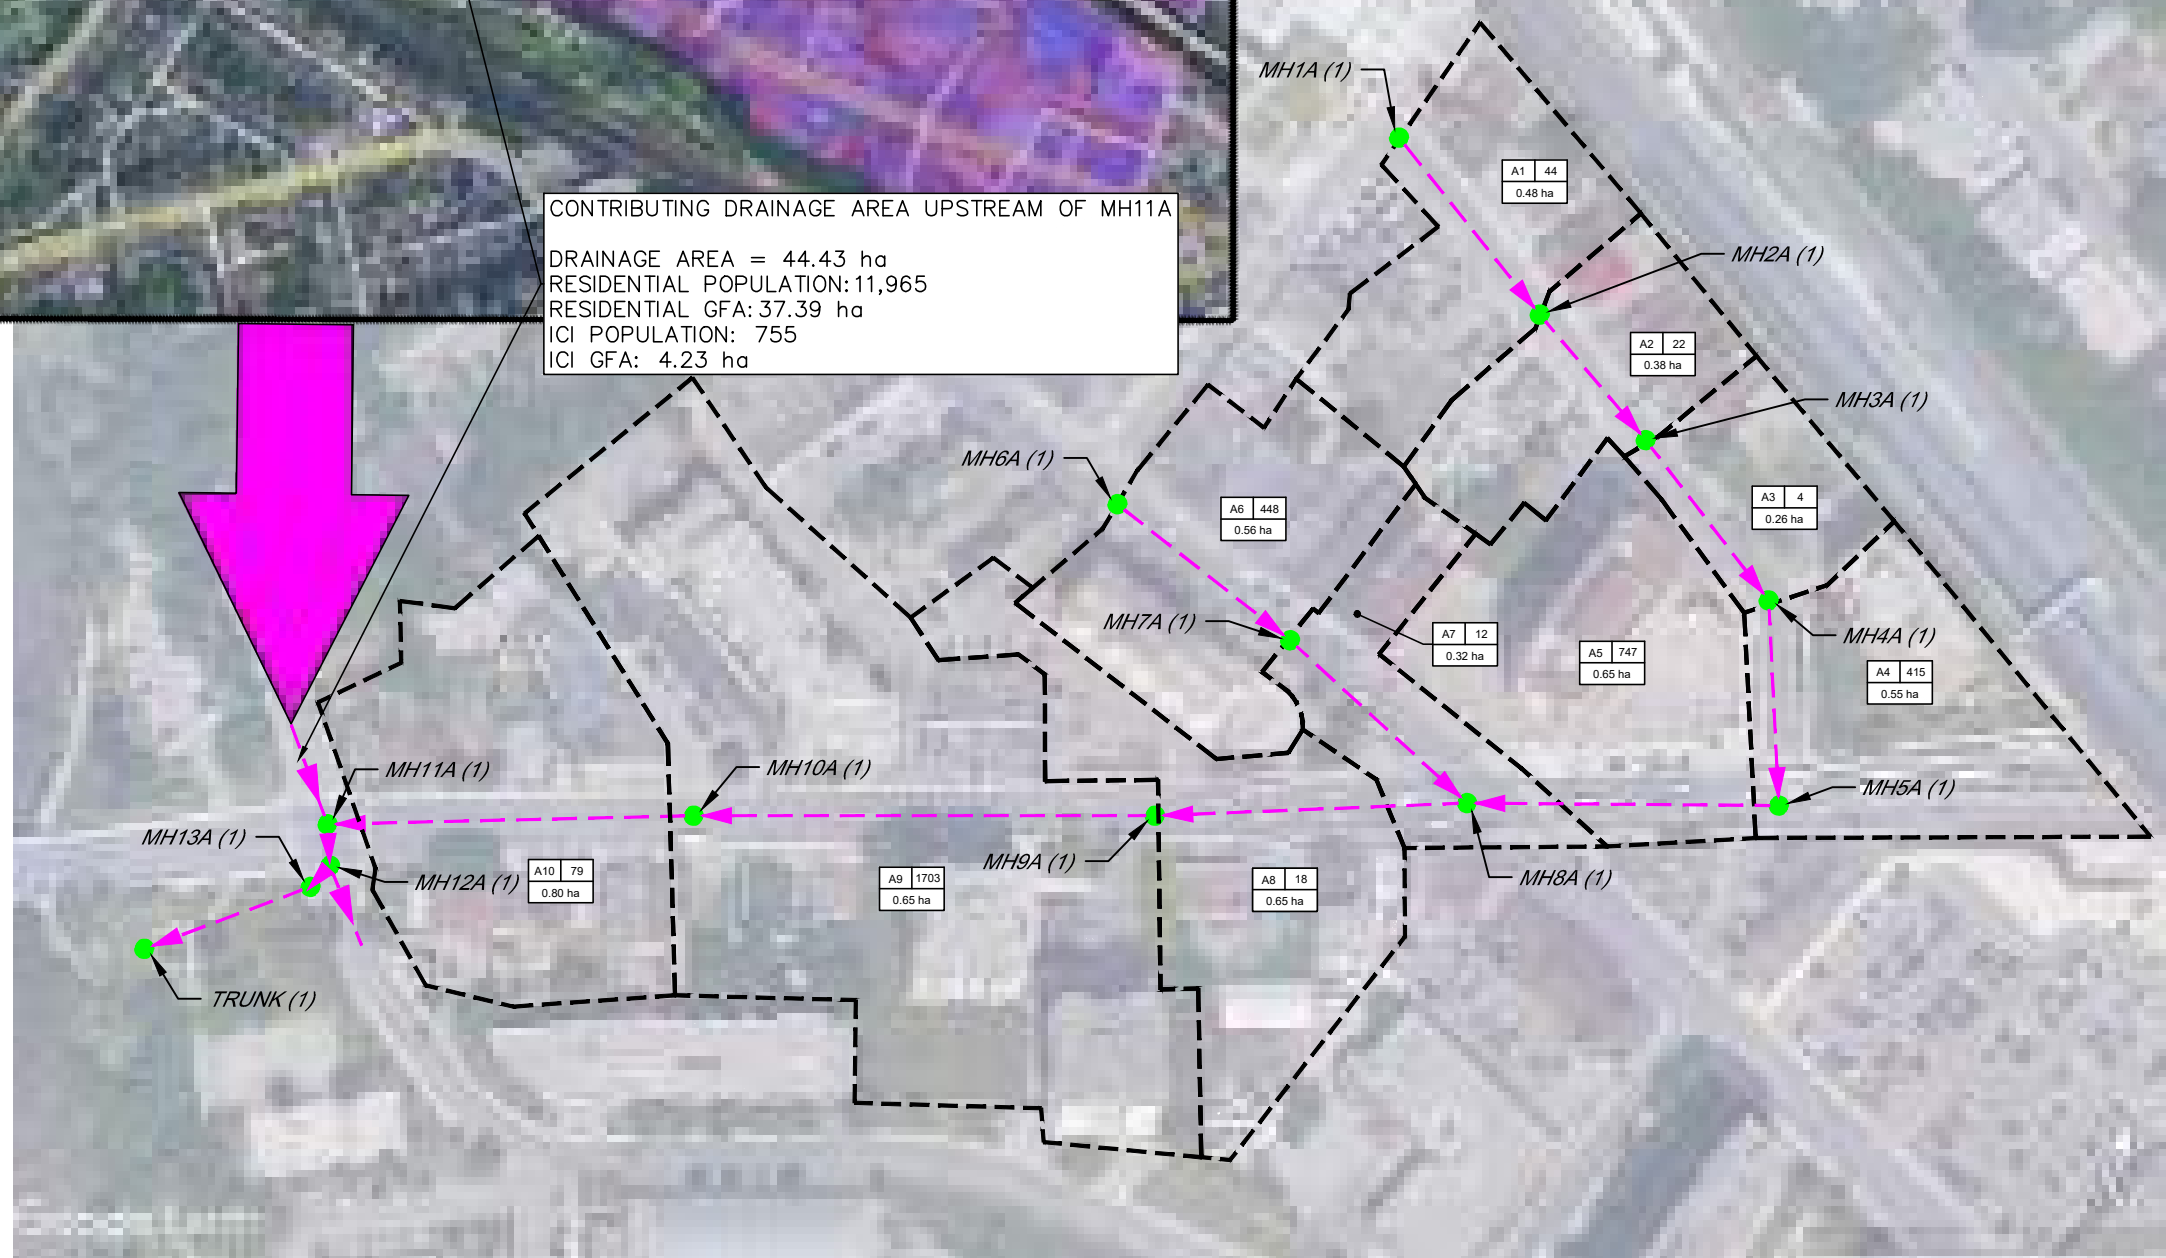 CONTRIBUTING DRAINAGE AREA UPSTREAM OF MH11A
DRAINAGE AREA = 44.43 ha
RESIDENTIAL POPULATION:11,965
RESIDENTIAL GFA:37.39 ha
ICI POPULATION: 755
ICI GFA: 4.23 ha
MH1A (1)
A1 44
0.48 ha
MH2A (1)
A2 22
0.38 ha
MH3A (1)
MH6A (1)
A6 448
0.56 ha
A3 4
0.26 ha
MH7A (1)
A7 12
0.32 ha
MH4A (1)
A5 747
0.65 ha
A4 415
0.55 ha
MH11A (1)
MH10A (1)
MH5A (1)
MH13A (1)
MH9A (1)
MH12A (1)
A10 79
0.80 ha
A9 1703
0.65 ha
A8 18
0.65 ha
MH8A (1)
TRUNK (1)